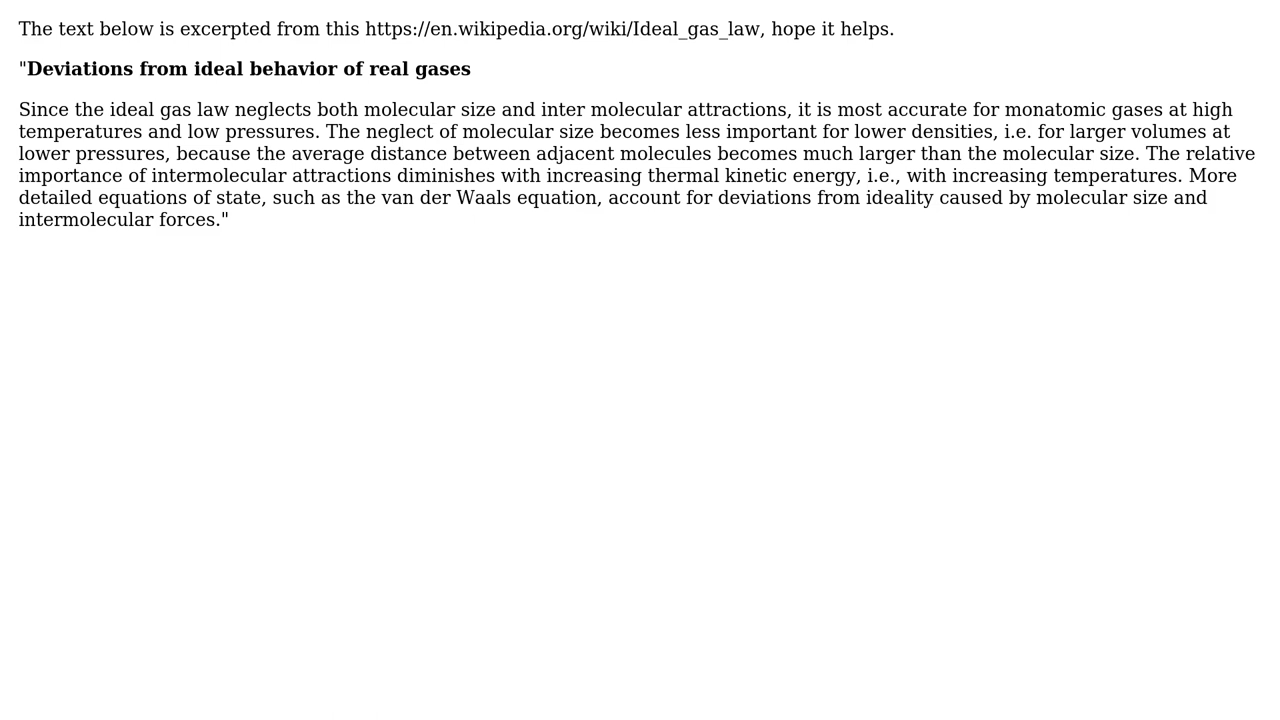 The text below is excerpted from this https://en.wikipedia.org/wiki/Ideal_gas_law, hope it helps.
"Deviations from ideal behavior of real gases
Since the ideal gas law neglects both molecular size and inter molecular attractions, it is most accurate for monatomic gases at high
temperatures and low pressures. The neglect of molecular size becomes less important for lower densities, i.e. for larger volumes at
lower pressures, because the average distance between adjacent molecules becomes much larger than the molecular size. The relative
importance of intermolecular attractions diminishes with increasing thermal kinetic energy, i.e., with increasing temperatures. More
detailed equations of state, such as the van der Waals equation, account for deviations from ideality caused by molecular size and
intermolecular forces."